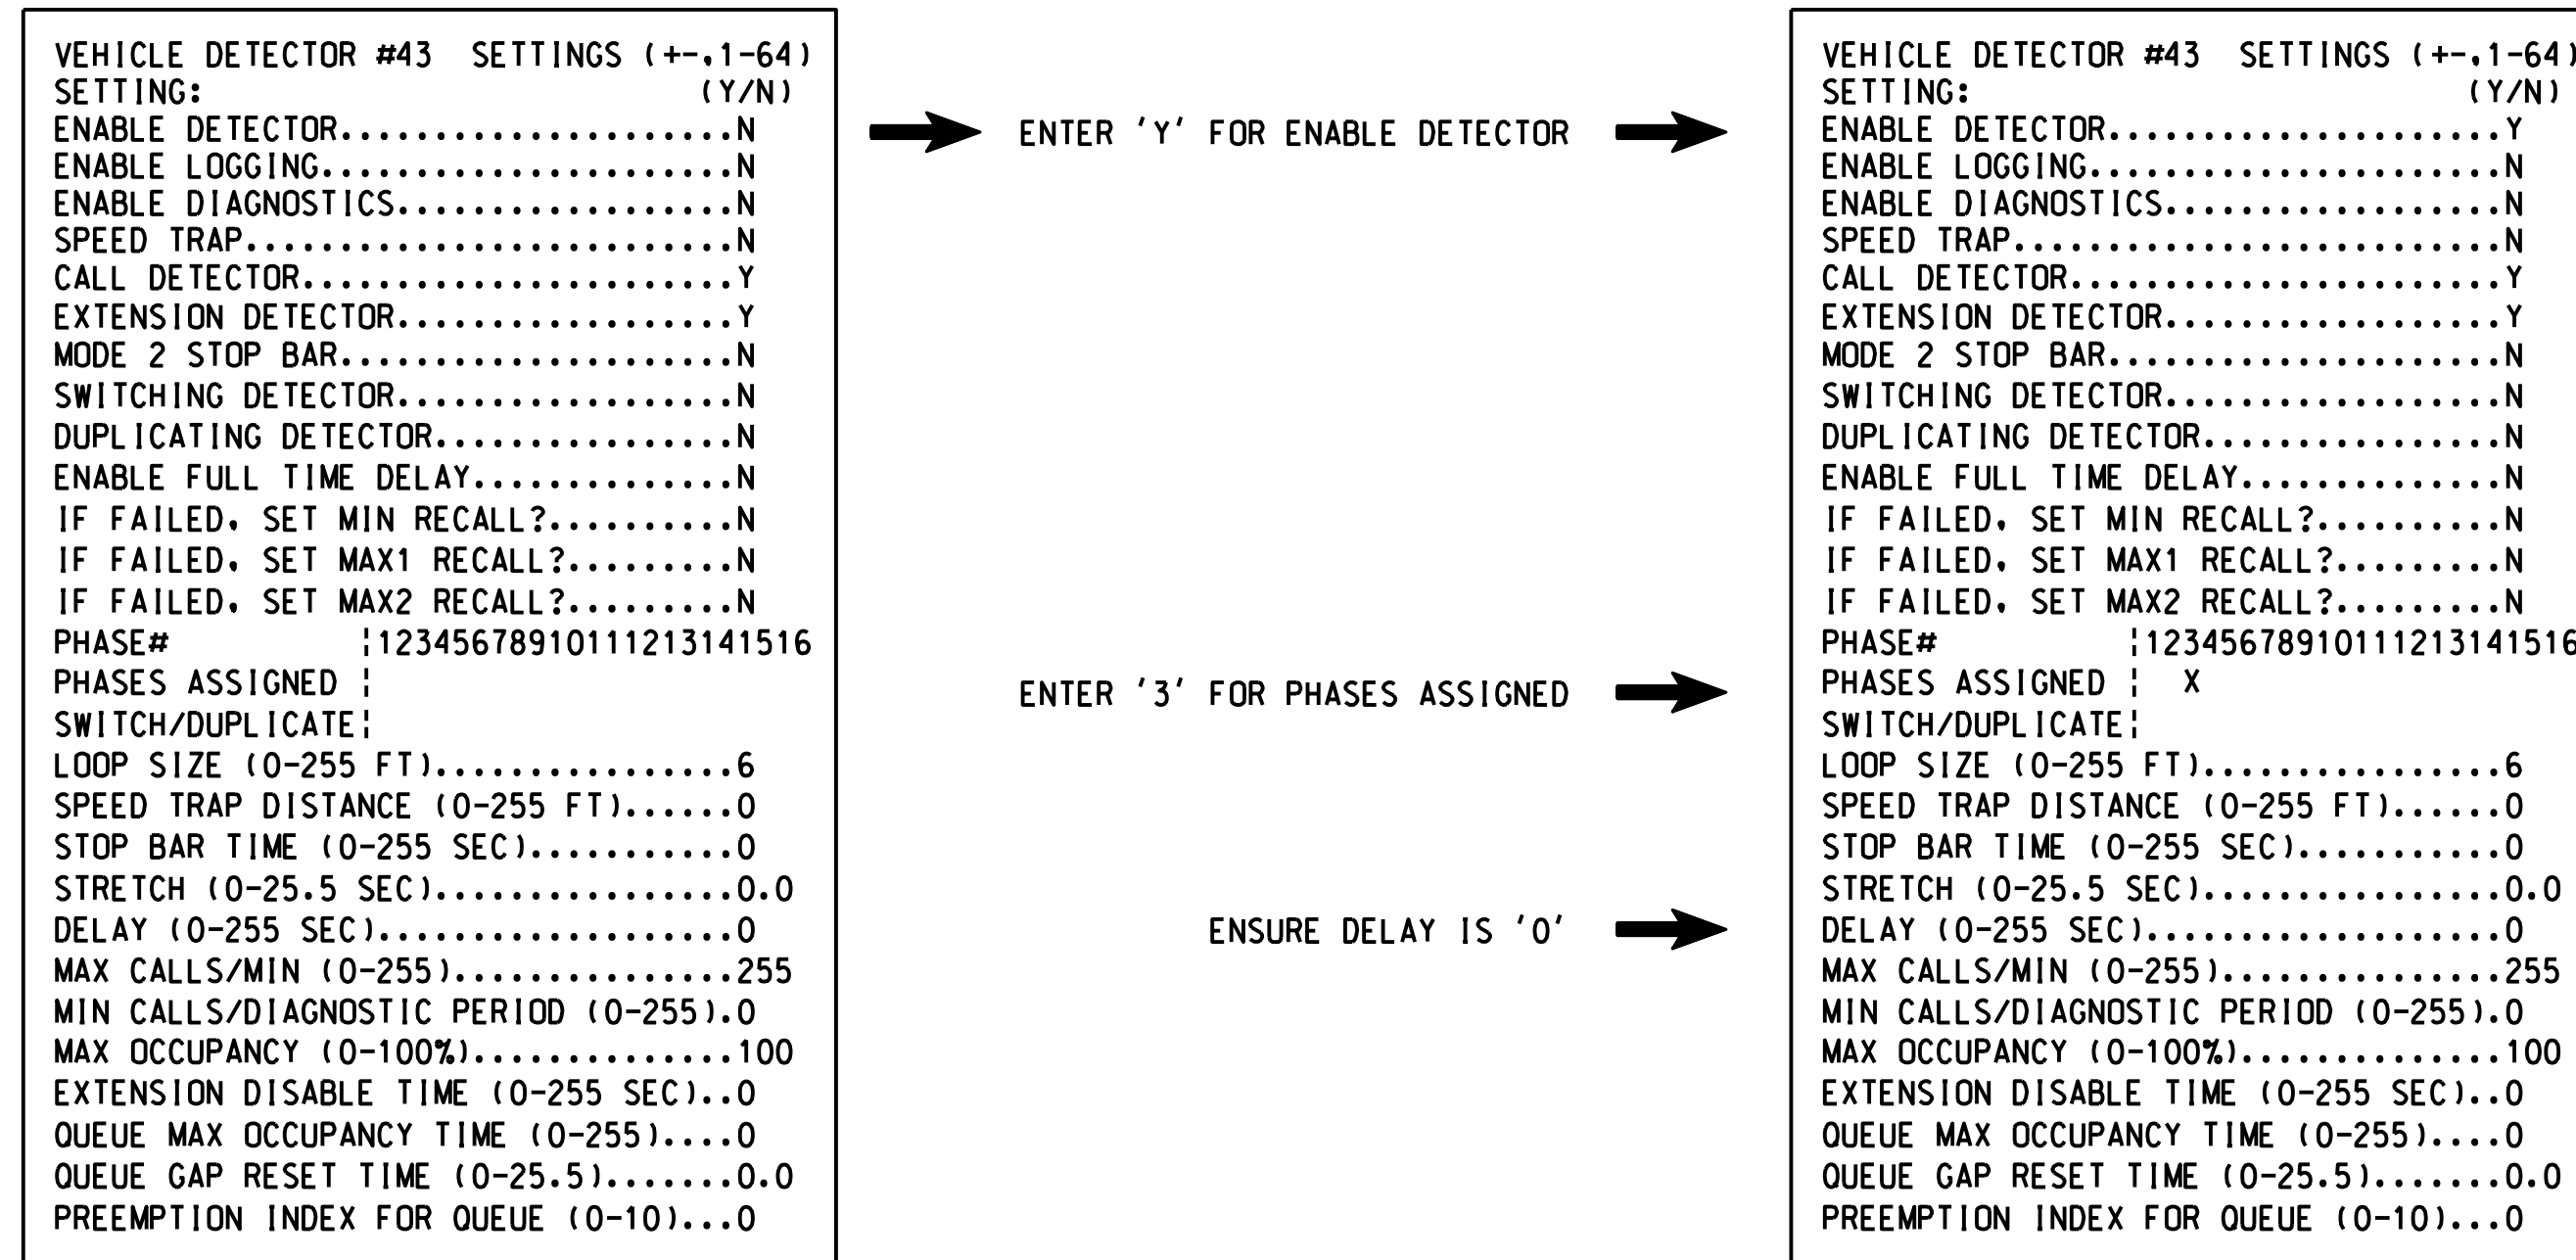 VEHICLE DETECTOR #43  SETTINGS (+-,1-64)
SETTING:                          (Y/N)
ENABLE DETECTOR.....................N
ENABLE LOGGING......................N
ENABLE DIAGNOSTICS..................N
SPEED TRAP..........................N
CALL DETECTOR.......................Y
EXTENSION DETECTOR..................Y
MODE 2 STOP BAR.....................N
SWITCHING DETECTOR..................N
DUPLICATING DETECTOR................N
ENABLE FULL TIME DELAY..............N
IF FAILED, SET MIN RECALL?..........N
IF FAILED, SET MAX1 RECALL?.........N
IF FAILED, SET MAX2 RECALL?.........N
PHASE#          |12345678910111213141516
PHASES ASSIGNED |
SWITCH/DUPLICATE|
LOOP SIZE (0-255 FT)................6
SPEED TRAP DISTANCE (0-255 FT)......0
STOP BAR TIME (0-255 SEC)...........0
STRETCH (0-25.5 SEC)................0.0
DELAY (0-255 SEC)...................0
MAX CALLS/MIN (0-255)...............255
MIN CALLS/DIAGNOSTIC PERIOD (0-255).0
MAX OCCUPANCY (0-100%)..............100
EXTENSION DISABLE TIME (0-255 SEC)..0
QUEUE MAX OCCUPANCY TIME (0-255)....0
QUEUE GAP RESET TIME (0-25.5).......0.0
PREEMPTION INDEX FOR QUEUE (0-10)...0
ENTER 'Y' FOR ENABLE DETECTOR
ENTER '3' FOR PHASES ASSIGNED
ENSURE DELAY IS '0'
VEHICLE DETECTOR #43  SETTINGS (+-,1-64)
SETTING:                          (Y/N)
ENABLE DETECTOR.....................Y
ENABLE LOGGING......................N
ENABLE DIAGNOSTICS..................N
SPEED TRAP..........................N
CALL DETECTOR.......................Y
EXTENSION DETECTOR..................Y
MODE 2 STOP BAR.....................N
SWITCHING DETECTOR..................N
DUPLICATING DETECTOR................N
ENABLE FULL TIME DELAY..............N
IF FAILED, SET MIN RECALL?..........N
IF FAILED, SET MAX1 RECALL?.........N
IF FAILED, SET MAX2 RECALL?.........N
PHASE#          |12345678910111213141516
PHASES ASSIGNED |  X
SWITCH/DUPLICATE|
LOOP SIZE (0-255 FT)................6
SPEED TRAP DISTANCE (0-255 FT)......0
STOP BAR TIME (0-255 SEC)...........0
STRETCH (0-25.5 SEC)................0.0
DELAY (0-255 SEC)...................0
MAX CALLS/MIN (0-255)...............255
MIN CALLS/DIAGNOSTIC PERIOD (0-255).0
MAX OCCUPANCY (0-100%)..............100
EXTENSION DISABLE TIME (0-255 SEC)..0
QUEUE MAX OCCUPANCY TIME (0-255)....0
QUEUE GAP RESET TIME (0-25.5).......0.0
PREEMPTION INDEX FOR QUEUE (0-10)...0